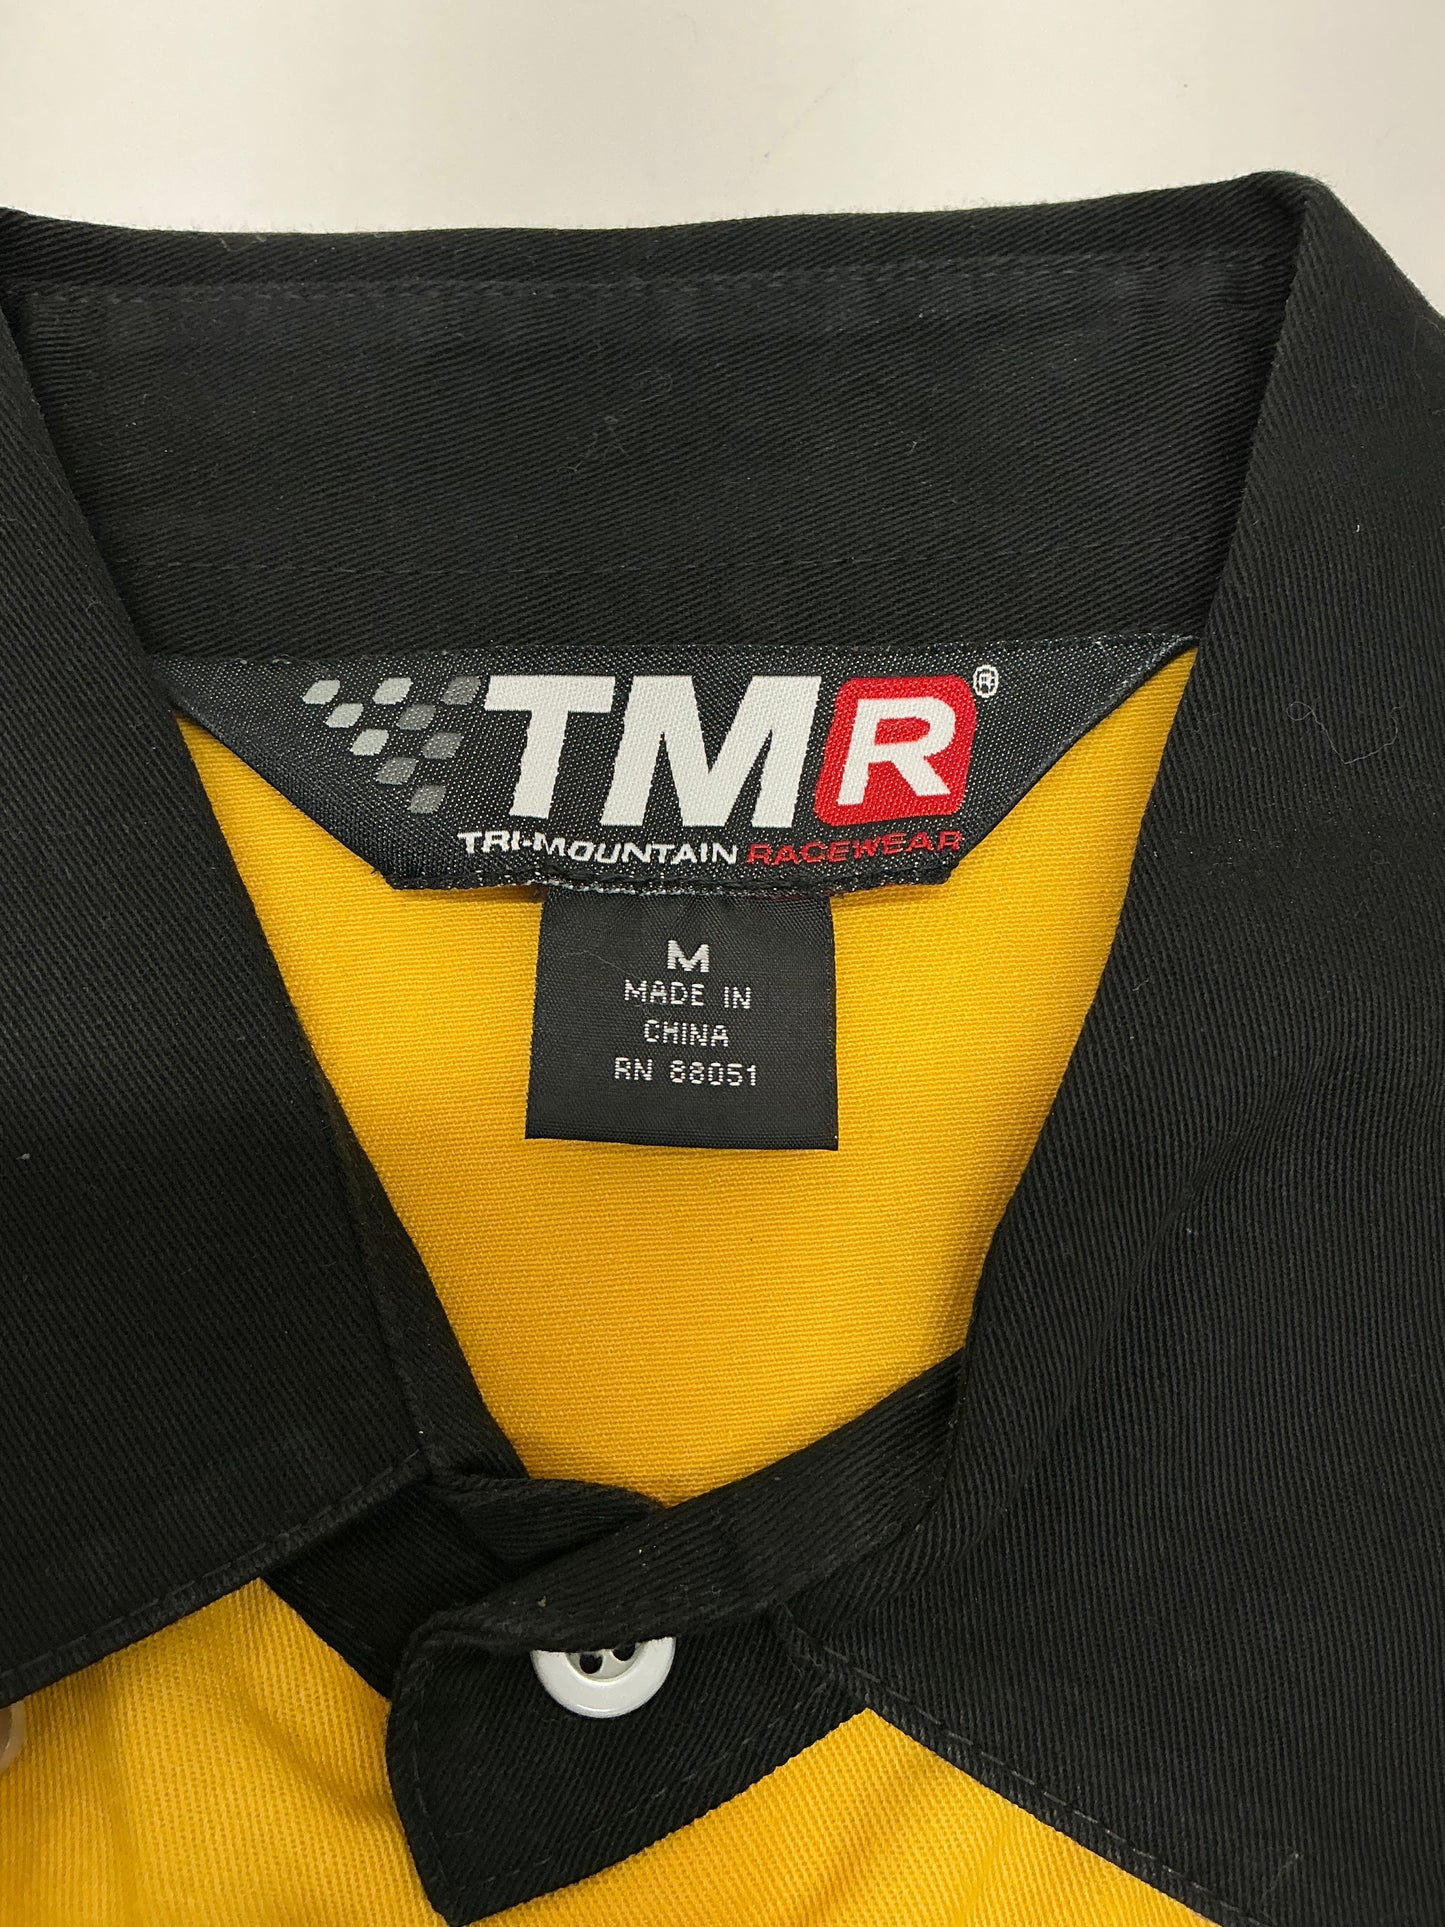 TMR®
TRI-MOUNTAIN RACEWEAR
M
MADE IN
CHINA
RN 88051